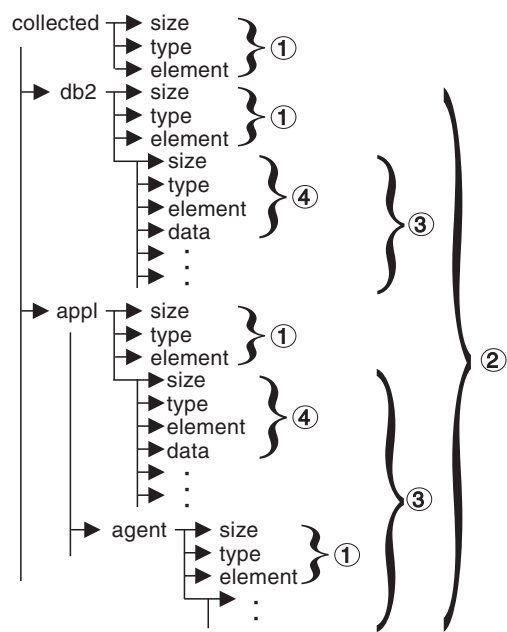 collected size
type ①
element
db2 size
type ①
element
size
type ④
element ③
data
.
.
.
appl size
type ①
element ②
size
type
element ④
data
.
.
. ③
agent size
type ①
element
.
.